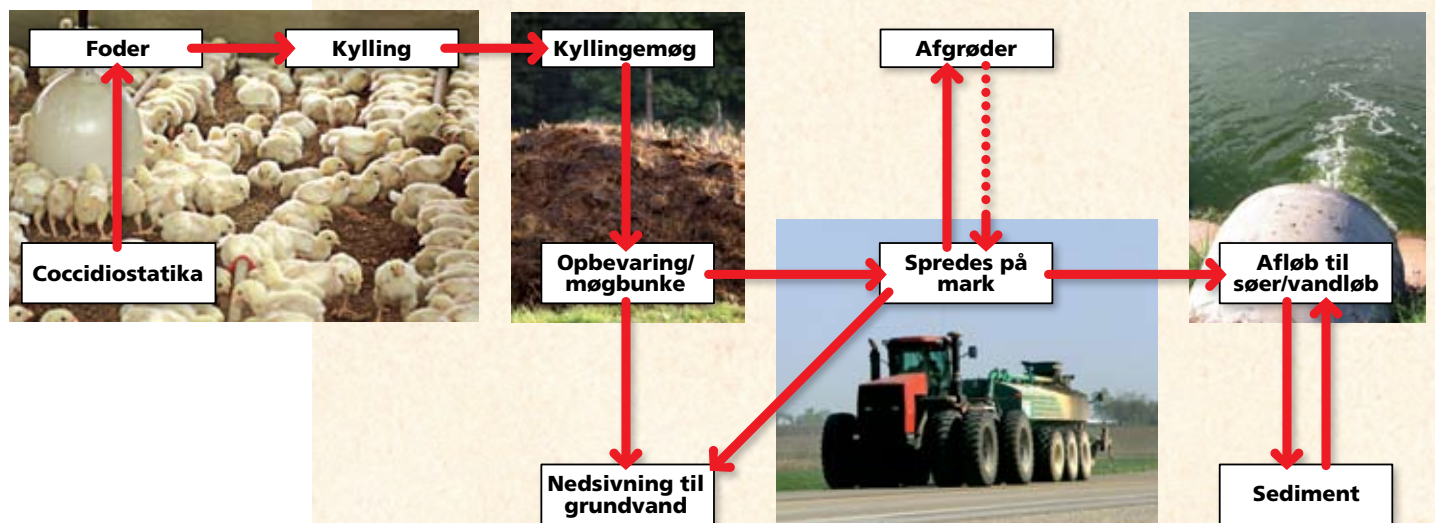 Foder
Kylling
Kyllingemøg
Afgrøder
Coccidiostatika
Opbevaring/
møgbunke
Spredes på
mark
Afløb til
søer/vandløb
Nedsivning til
grundvand
Sediment